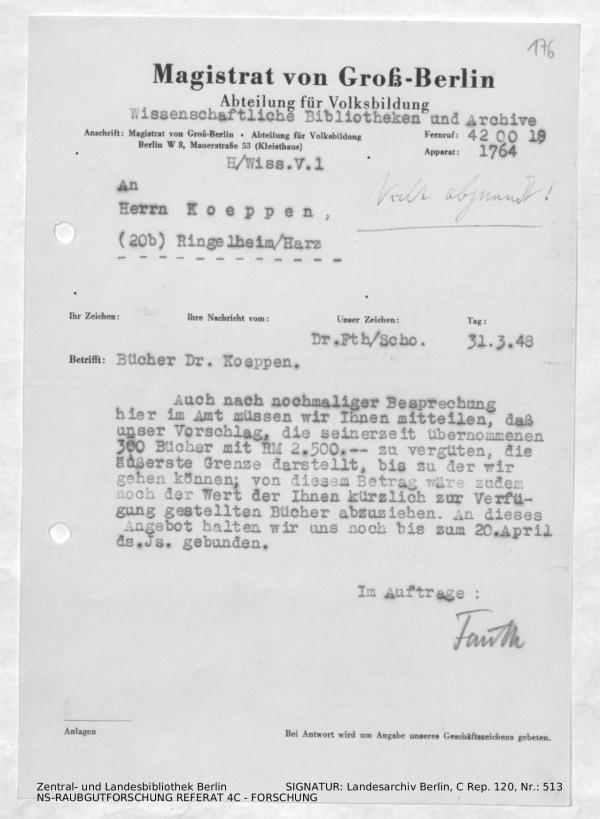 176
Magistrat von Groß-Berlin
Abteilung für Volksbildung
Wissenschaftliche Bibliotheken und Archive
Anschrift: Magistrat von Groß-Berlin • Abteilung für Volksbildung
Berlin W 8, Mauerstraße 53 (Kleisthaus)
Fernruf: 42 00 19
Apparat: 1764
H/Wiss.V.1
An
Herrn K o e p p e n ,
Nicht abgesandt!
(20b) Ringelheim/Harz
Ihr Zeichen: Ihre Nachricht vom: Unser Zeichen: Tag:
Dr.Fth/Scho. 31.3.48
Betrifft: Bücher Dr. Koeppen.
Auch nach nochmaliger Besprechung
hier im Amt müssen wir Ihnen mitteilen, daß
unser Vorschlag, die seinerzeit übernommenen
300 Bücher mit RM 2.500.-- zu vergüten, die
äußerste Grenze darstellt, bis zu der wir
gehen können; von diesem Betrag wäre zudem
noch der Wert der Ihnen kürzlich zur Verfü-
gung gestellten Bücher abzuziehen. An dieses
Angebot halten wir uns noch bis zum 20.April
ds.Js. gebunden.
Im Auftrage :
Fauth
Anlagen
Bei Antwort wird um Angabe unseres Geschäftszeichens gebeten.
Zentral- und Landesbibliothek Berlin SIGNATUR: Landesarchiv Berlin, C Rep. 120, Nr.: 513
NS-RAUBGUTFORSCHUNG REFERAT 4C - FORSCHUNG